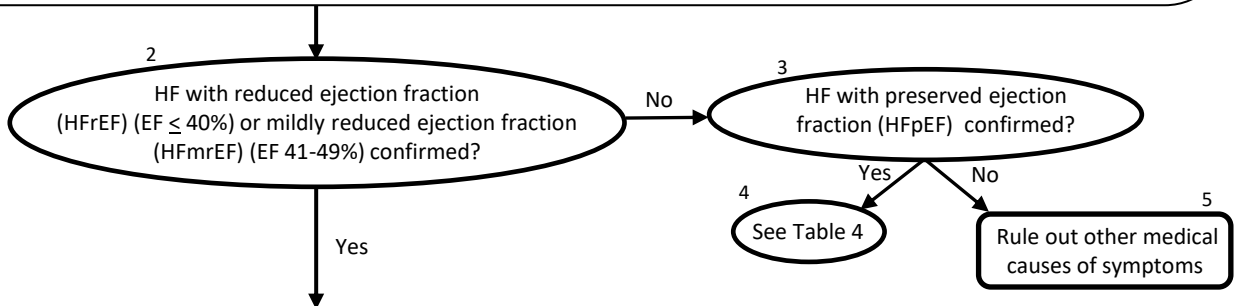 2
HF with reduced ejection fraction
(HFrEF) (EF < 40%) or mildly reduced ejection fraction
(HFmrEF) (EF 41-49%) confirmed?
No
3
HF with preserved ejection
fraction (HFpEF) confirmed?
Yes
No
4
See Table 4
5
Rule out other medical
causes of symptoms
Yes